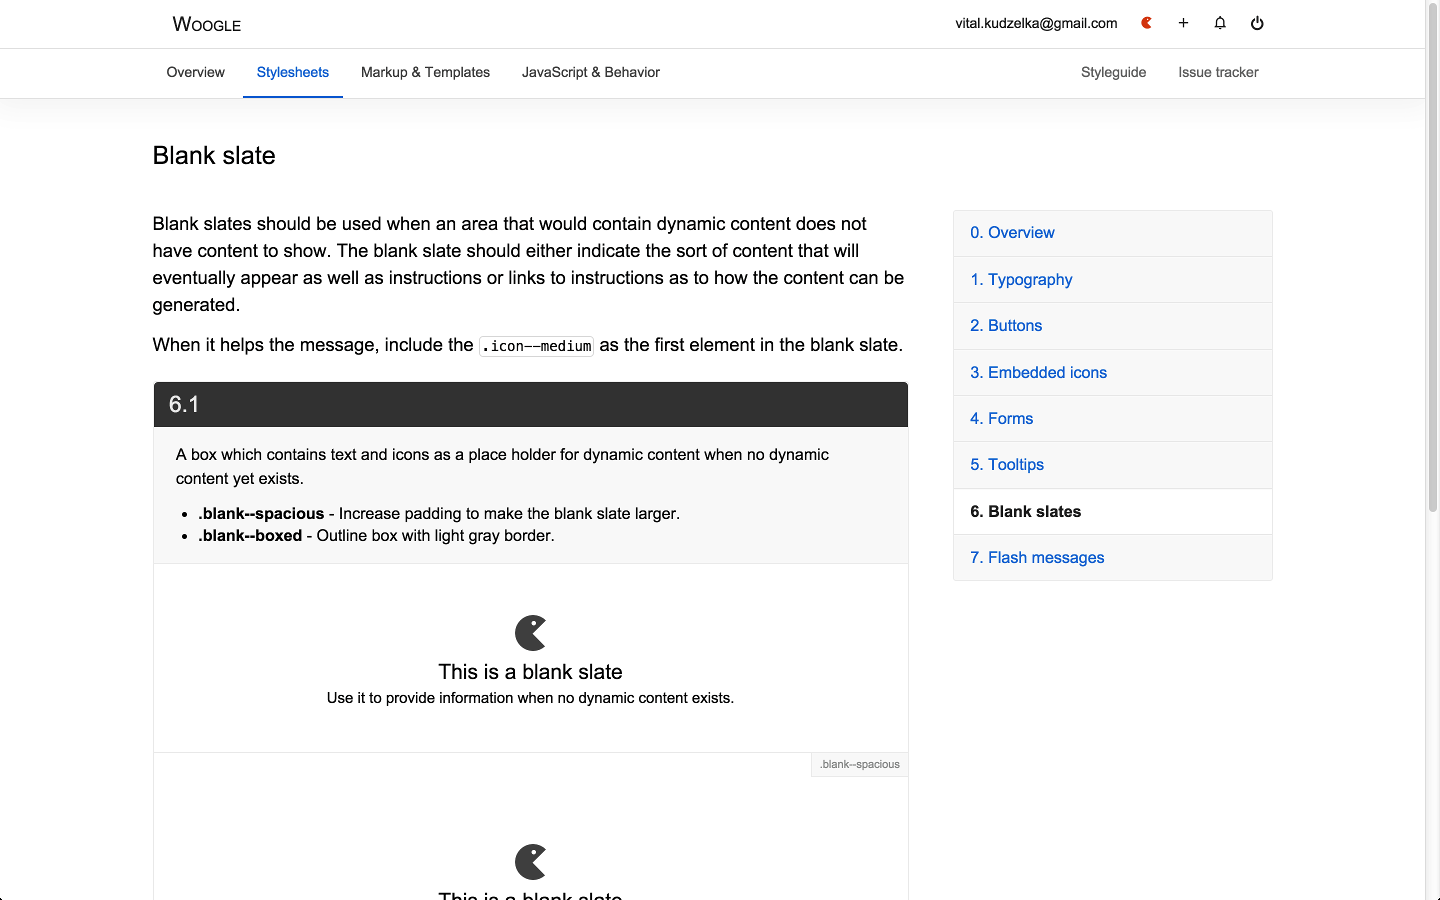 WOOGLE
vital.kudzelka@gmail.com
Overview
Stylesheets
Markup & Templates
JavaScript & Behavior
Styleguide
Issue tracker
Blank slate
Blank slates should be used when an area that would contain dynamic content does not
have content to show. The blank slate should either indicate the sort of content that will
eventually appear as well as instructions or links to instructions as to how the content can be
generated.
When it helps the message, include the .icon--medium as the first element in the blank slate.
6.1
A box which contains text and icons as a place holder for dynamic content when no dynamic
content yet exists.
• .blank--spacious - Increase padding to make the blank slate larger.
• .blank--boxed - Outline box with light gray border.
This is a blank slate
Use it to provide information when no dynamic content exists.
.blank--spacious
This is a blank slate
0. Overview
1. Typography
2. Buttons
3. Embedded icons
4. Forms
5. Tooltips
6. Blank slates
7. Flash messages